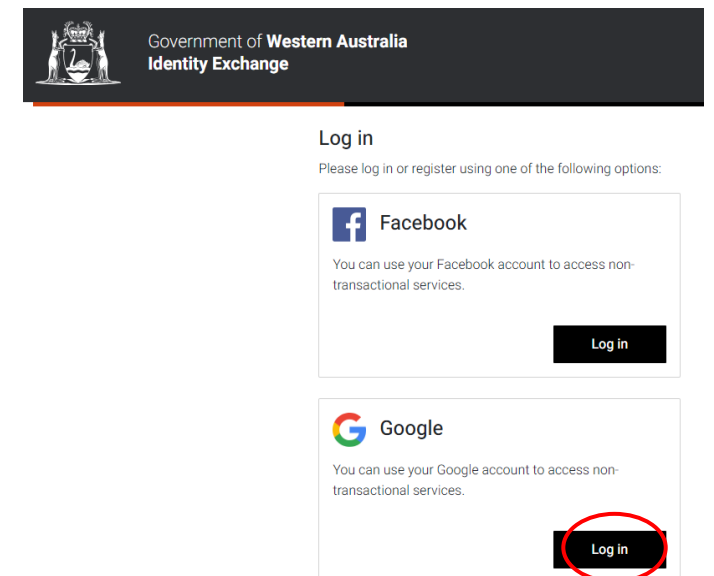 Government of Western Australia
Identity Exchange
Log in
Please log in or register using one of the following options:
Facebook
You can use your Facebook account to access non-
transactional services.
Log in
Google
You can use your Google account to access non-
transactional services.
Log in